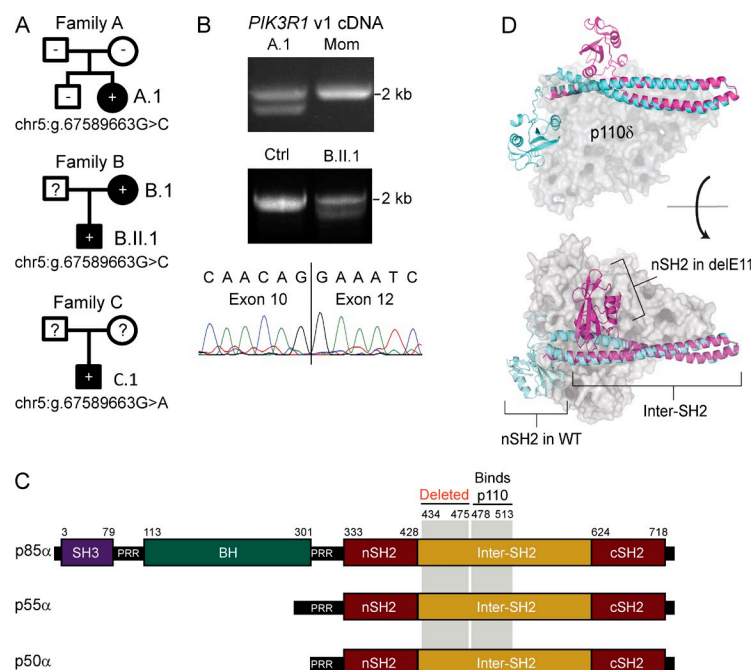 A
Family A
- -
- + A.1
chr5:g.67589663G>C
Family B
? + B.1
+ B.II.1
chr5:g.67589663G>C
Family C
? ?
+ C.1
chr5:g.67589663G>A
B
PIK3R1 v1 cDNA
A.1 Mom
-2 kb
Ctrl B.II.1
-2 kb
C A A C A G G A A A T C
Exon 10 Exon 12
D
p110δ
nSH2 in delE11
Inter-SH2
nSH2 in WT
C
Deleted Binds p110
434 475 478 513
3 79 113 301 333 428 624 718
p85α SH3 PRR BH PRR nSH2 Inter-SH2 cSH2
p55α PRR nSH2 Inter-SH2 cSH2
p50α PRR nSH2 Inter-SH2 cSH2